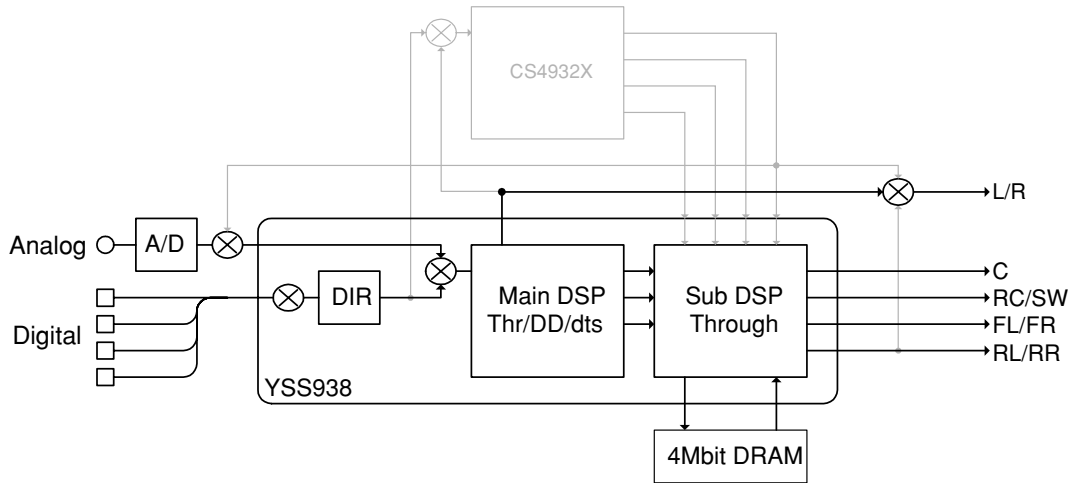 CS4932X
L/R
Analog
A/D
DIR
Main DSP
Thr/DD/dts
Sub DSP
Through
C
RC/SW
FL/FR
RL/RR
Digital
YSS938
4Mbit DRAM